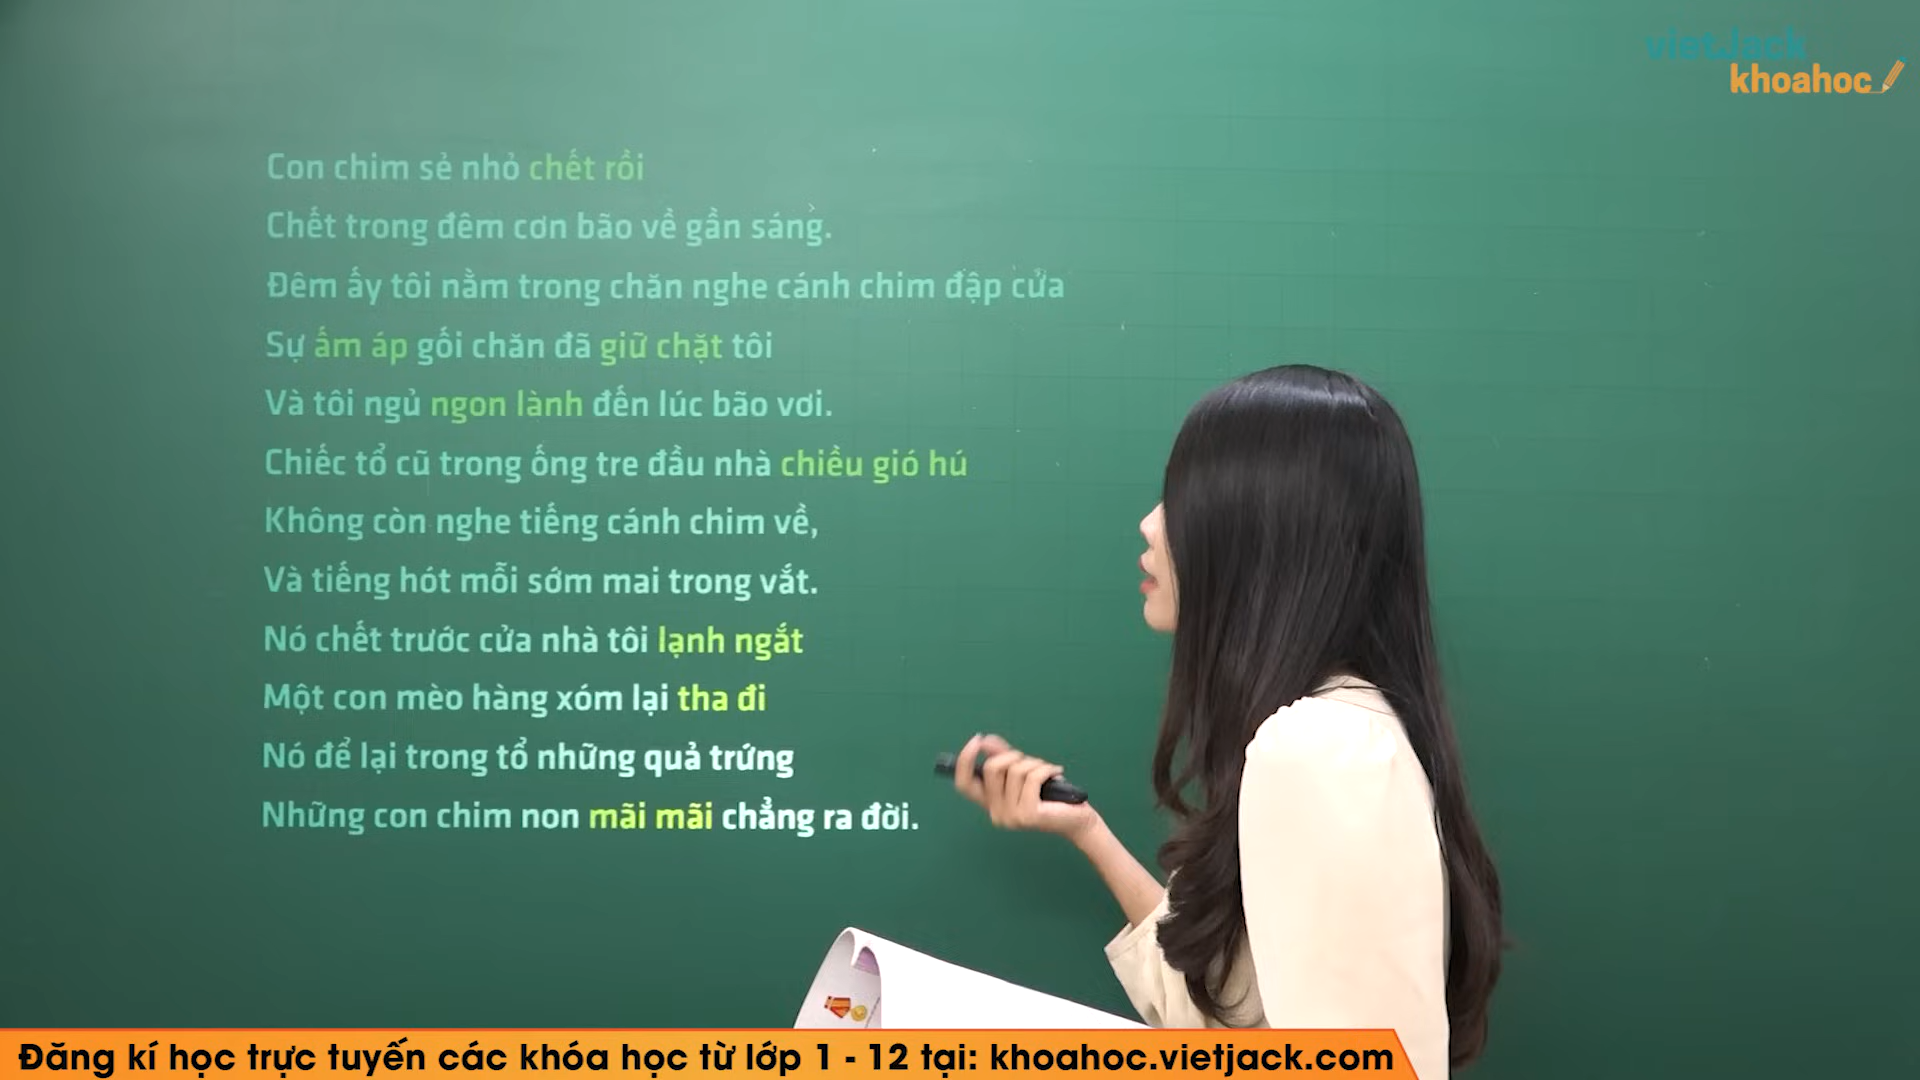 vietJack
khoahoc
Con chim sẻ nhỏ chết rồi
Chết trong đêm cơn bão về gần sáng.
Đêm ấy tôi nằm trong chăn nghe cánh chim đập cửa
Sự ấm áp gối chăn đã giữ chặt tôi
Và tôi ngủ ngon lành đến lúc bão vơi.
Chiếc tổ cũ trong ống tre đầu nhà chiều gió hú
Không còn nghe tiếng cánh chim về,
Và tiếng hót mỗi sớm mai trong vắt.
Nó chết trước cửa nhà tôi lạnh ngắt
Một con mèo hàng xóm lại tha đi
Nó để lại trong tổ những quả trứng
Những con chim non mãi mãi chẳng ra đời.
Đăng kí học trực tuyến các khóa học từ lớp 1 - 12 tại: khoahoc.vietjack.com